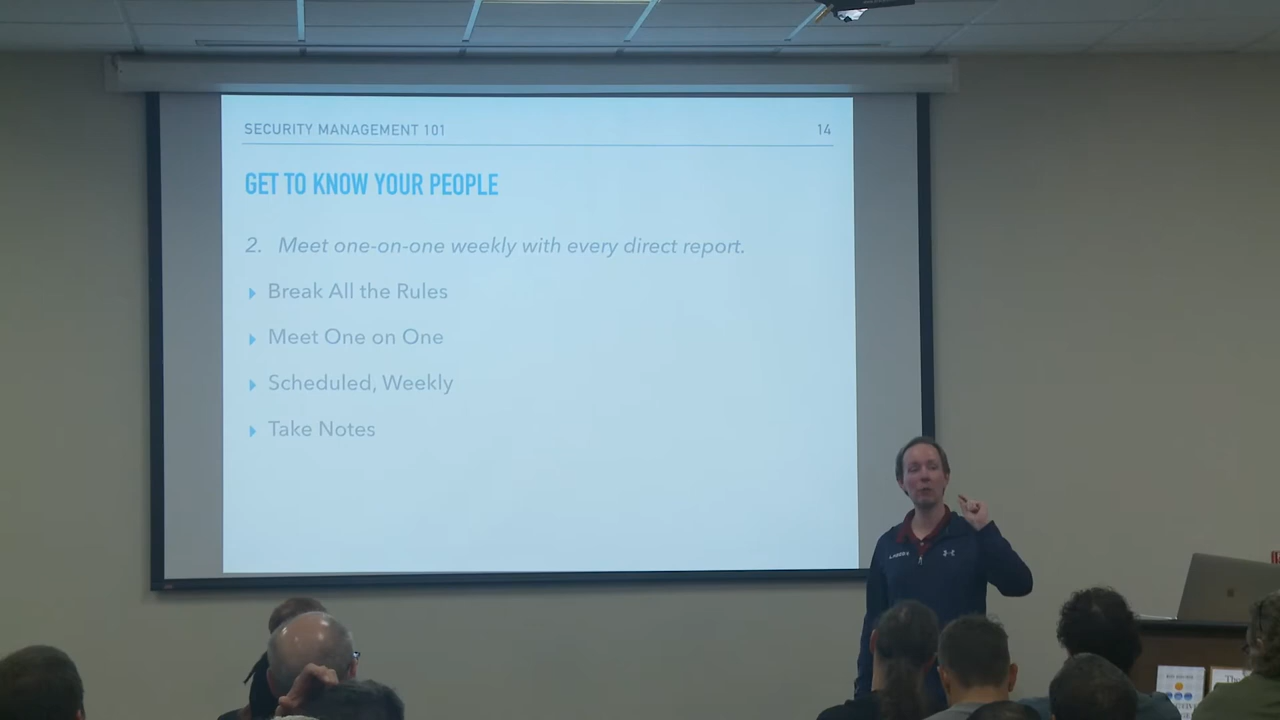 SECURITY MANAGEMENT 101
14
GET TO KNOW YOUR PEOPLE
2. Meet one-on-one weekly with every direct report.
Break All the Rules
Meet One on One
Scheduled, Weekly
Take Notes